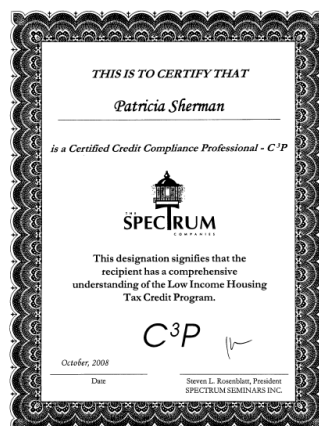 THIS IS TO CERTIFY THAT
Patricia Sherman
is a Certified Credit Compliance Professional - C³P
THE
SPECTRUM
COMPANIES
This designation signifies that the
recipient has a comprehensive
understanding of the Low Income Housing
Tax Credit Program.
C³P
October, 2008
Date
Steven L. Rosenblatt, President
SPECTRUM SEMINARS INC.